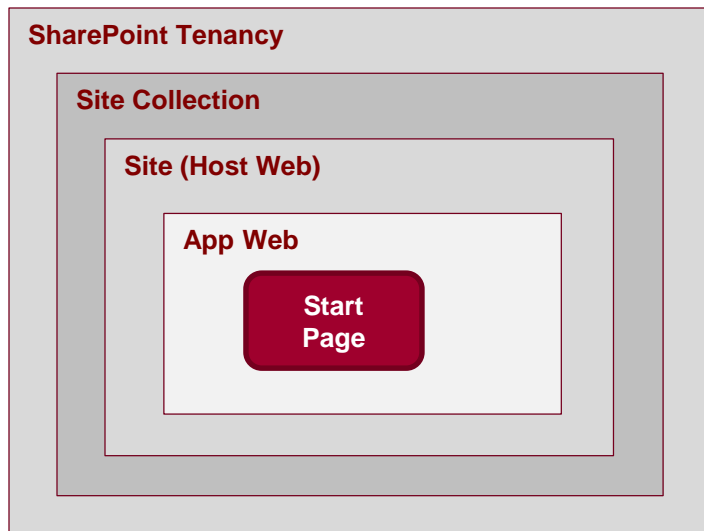 SharePoint Tenancy
Site Collection
Site (Host Web)
App Web
Start
Page